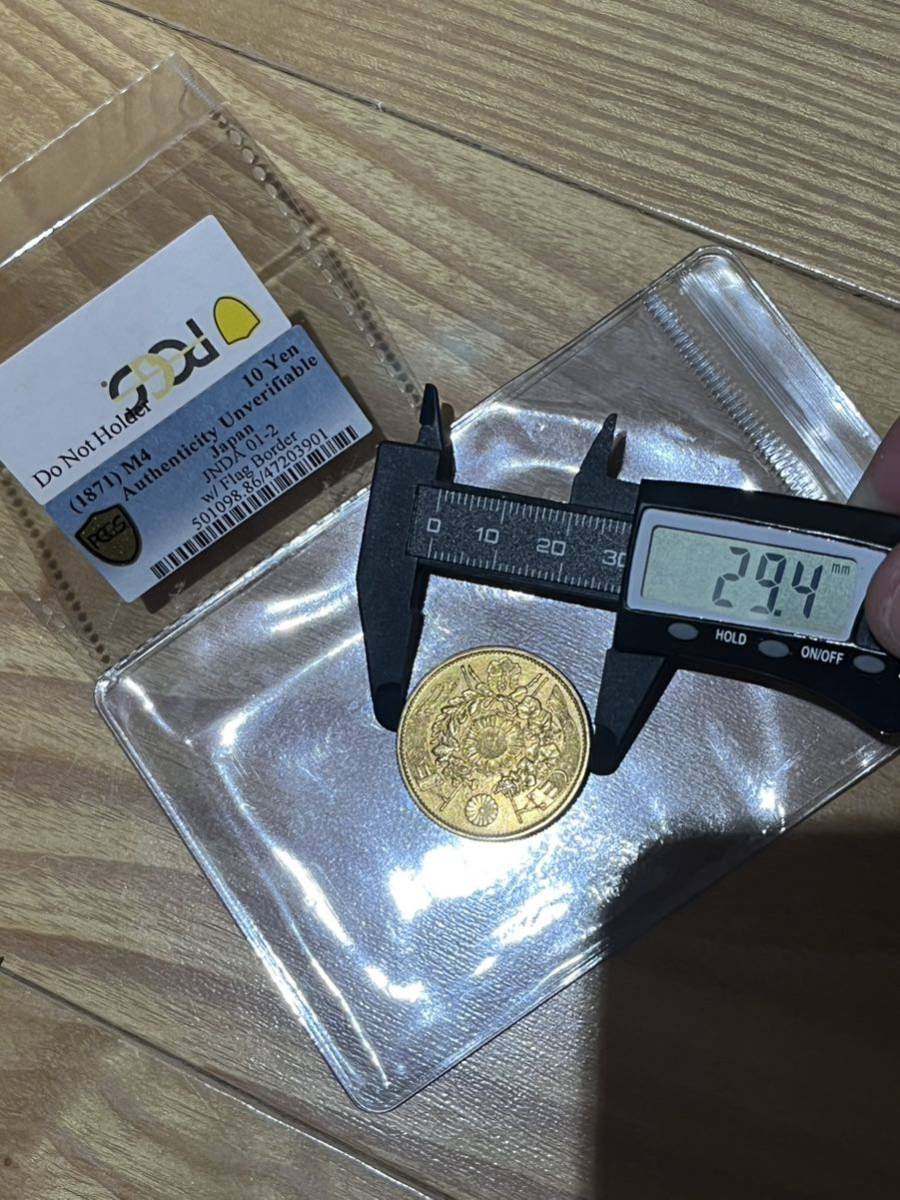 PCGS
Do Not Holder
(1871) M4
10 Yen
Authenticity Unverifiable
Japan
JNDA 01-2
w/ Flag Border
501098.86/47203901
PCGS
0 10 20 30
29.4 mm
HOLD
ON/OFF